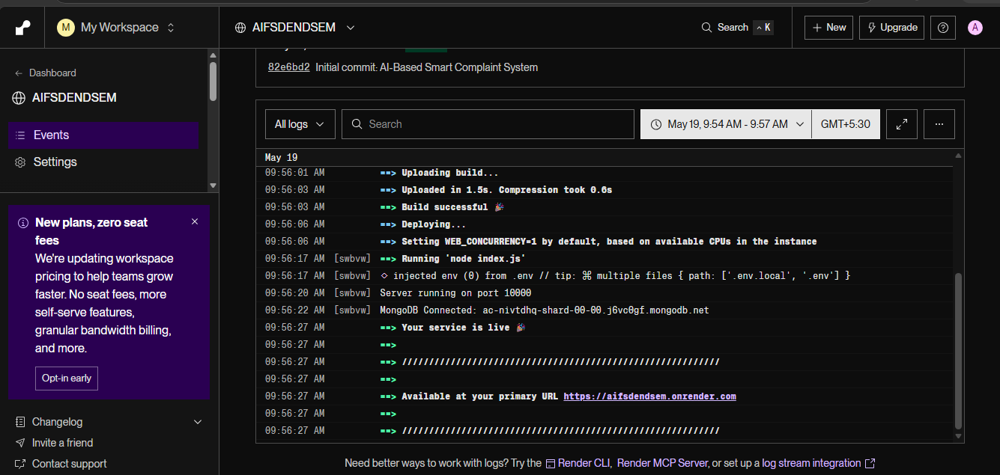 M My Workspace
AIFSDENDSEM
Search ^ K
+ New
Upgrade
A
← Dashboard
AIFSDENDSEM
Events
Settings
New plans, zero seat
fees
We're updating workspace
pricing to help teams grow
faster. No seat fees, more
self-serve features,
granular bandwidth billing,
and more.
Opt-in early
Changelog
Invite a friend
Contact support
82e6bd2 Initial commit: AI-Based Smart Complaint System
All logs
Search
May 19, 9:54 AM - 9:57 AM
GMT+5:30
...
May 19
09:56:01 AM ==> Uploading build...
09:56:03 AM ==> Uploaded in 1.5s. Compression took 0.6s
09:56:03 AM ==> Build successful 🎉
09:56:06 AM ==> Deploying...
09:56:06 AM ==> Setting WEB_CONCURRENCY=1 by default, based on available CPUs in the instance
09:56:17 AM [swbvw] ==> Running 'node index.js'
09:56:17 AM [swbvw] ◇ injected env (0) from .env // tip: ⌘ multiple files { path: ['.env.local', '.env'] }
09:56:20 AM [swbvw] Server running on port 10000
09:56:22 AM [swbvw] MongoDB Connected: ac-nivtdhq-shard-00-00.j6vc0gf.mongodb.net
09:56:27 AM ==> Your service is live 🎉
09:56:27 AM ==>
09:56:27 AM ==> ///////////////////////////////////////////////////////////
09:56:27 AM ==>
09:56:27 AM ==> Available at your primary URL https://aifsdendsem.onrender.com
09:56:27 AM ==>
09:56:27 AM ==> ///////////////////////////////////////////////////////////
Need better ways to work with logs? Try the Render CLI, Render MCP Server, or set up a log stream integration